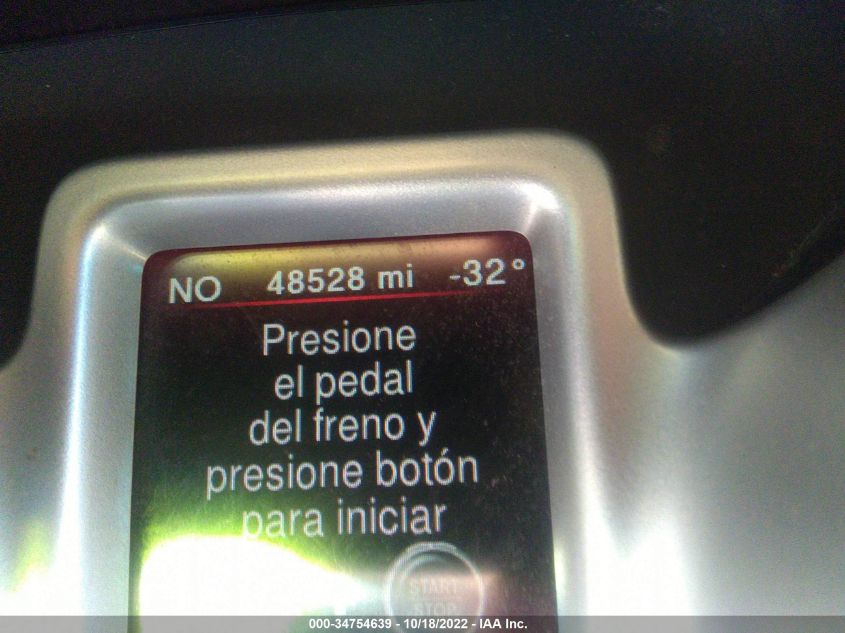 NO 48528 mi -32°
Presione
el pedal
del freno y
presione botón
para iniciar
START
STOP
000-34754639 - 10/18/2022 - IAA Inc.